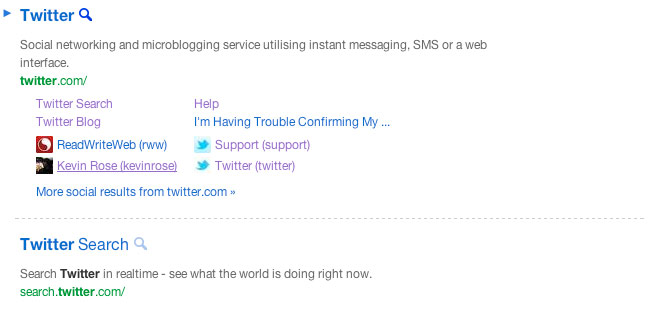 Twitter
Social networking and microblogging service utilising instant messaging, SMS or a web
interface.
twitter.com/
Twitter Search Help
Twitter Blog I'm Having Trouble Confirming My ...
ReadWriteWeb (rww) Support (support)
Kevin Rose (kevinrose) Twitter (twitter)
More social results from twitter.com »
Twitter Search
Search Twitter in realtime - see what the world is doing right now.
search.twitter.com/